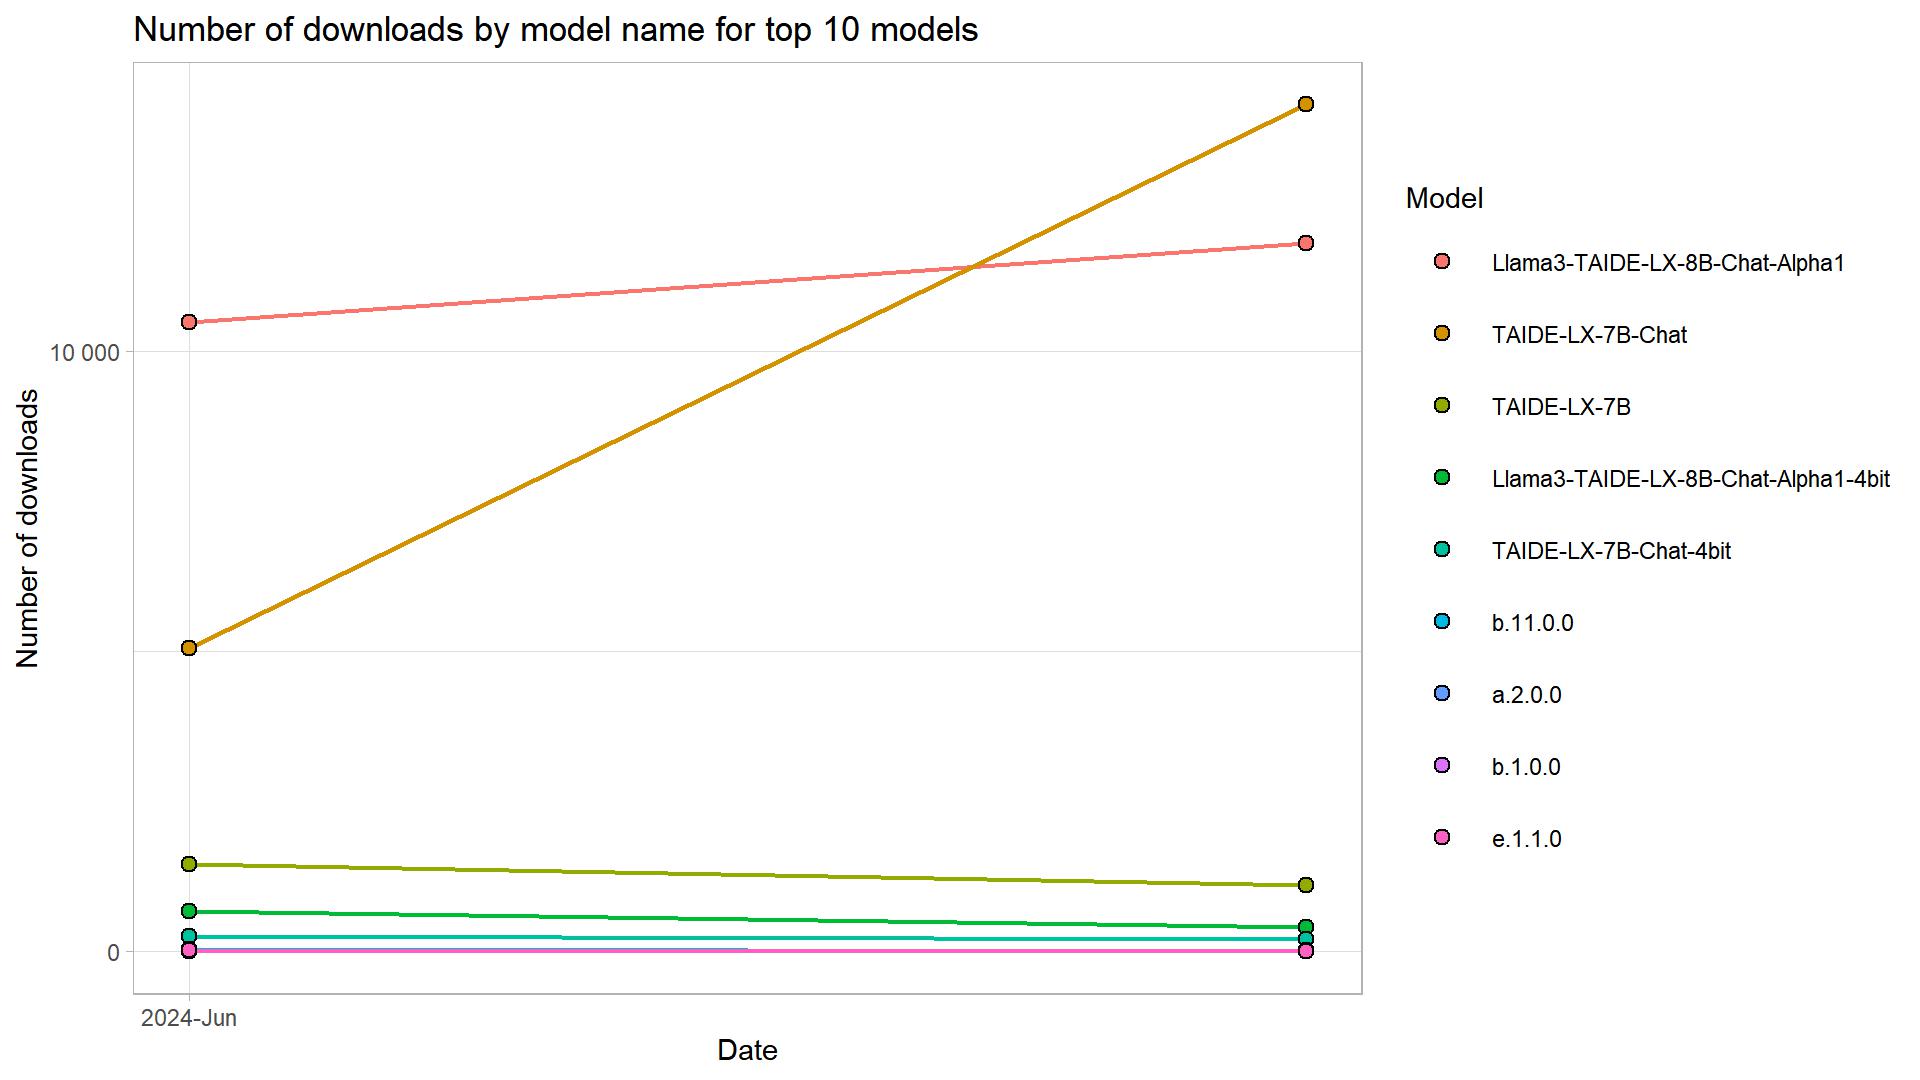 Number of downloads by model name for top 10 models
Number of downloads
10 000
0
2024-Jun
Date
Model
Llama3-TAIDE-LX-8B-Chat-Alpha1
TAIDE-LX-7B-Chat
TAIDE-LX-7B
Llama3-TAIDE-LX-8B-Chat-Alpha1-4bit
TAIDE-LX-7B-Chat-4bit
b.11.0.0
a.2.0.0
b.1.0.0
e.1.1.0